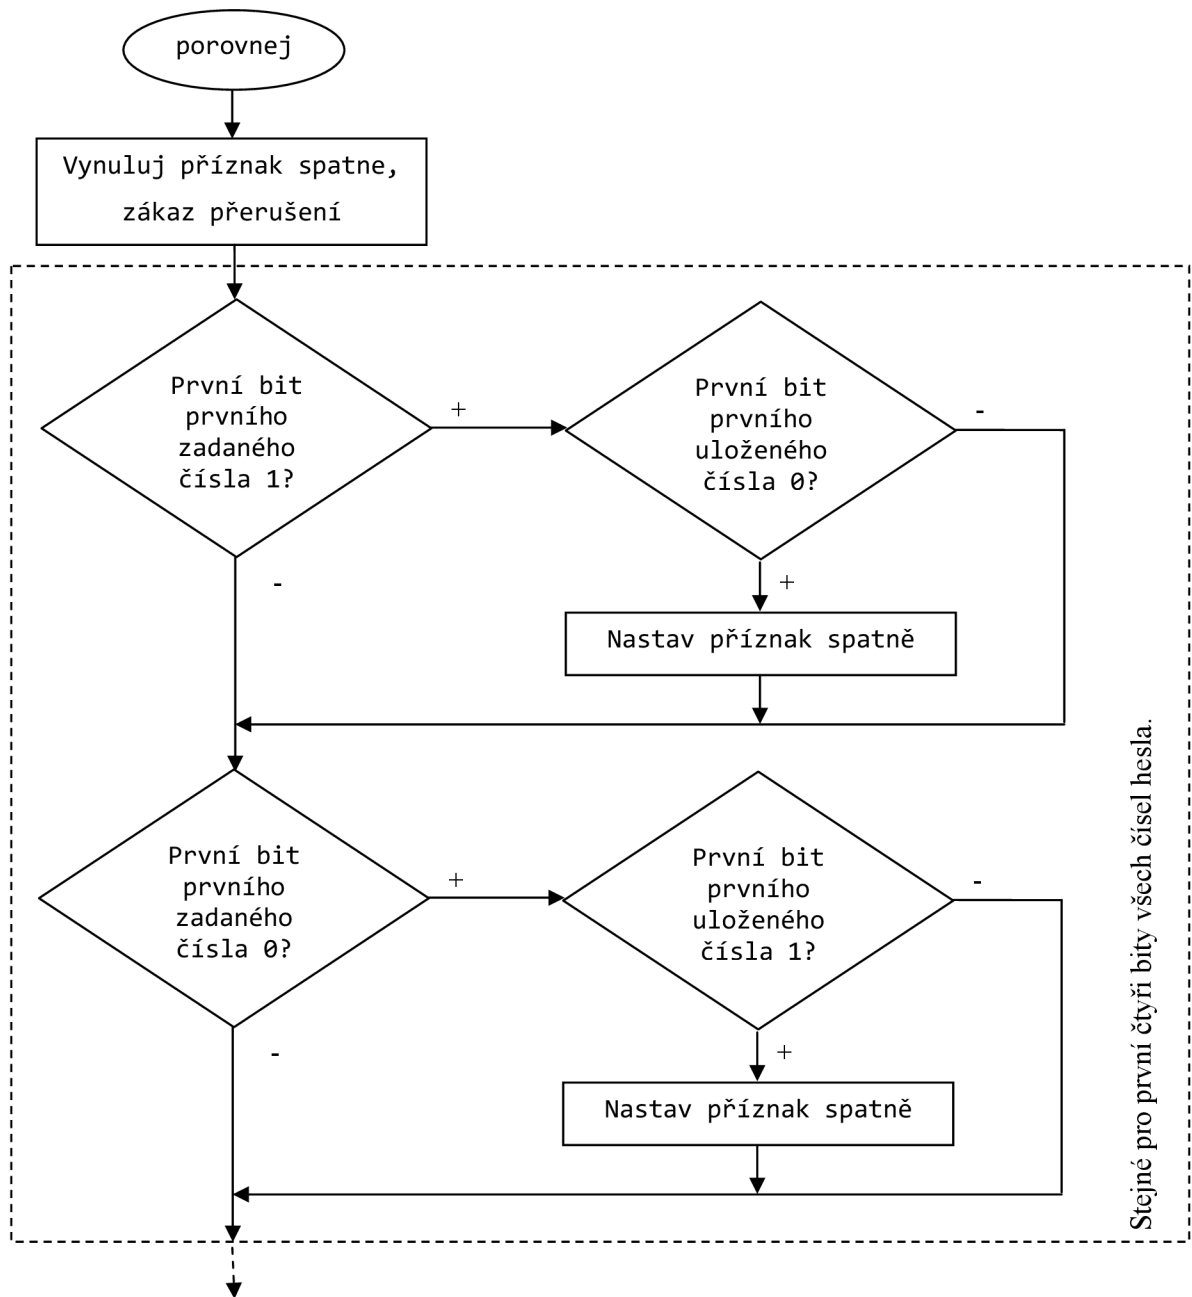 porovnej
Vynuluj příznak spatne,
zákaz přerušení
První bit
prvního
zadaného
čísla 1?
+
První bit
prvního
uloženého
čísla 0?
-
-
+
Nastav příznak spatně
První bit
prvního
zadaného
čísla 0?
+
První bit
prvního
uloženého
čísla 1?
-
-
+
Nastav příznak spatně
Stejné pro první čtyři bity všech čísel hesla.